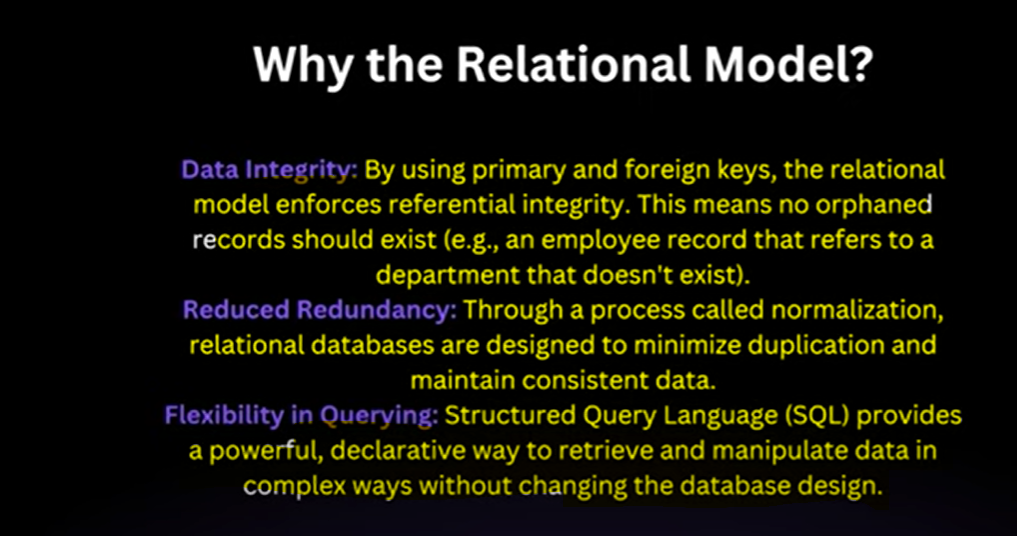 Why the Relational Model?
Data Integrity: By using primary and foreign keys, the relational
model enforces referential integrity. This means no orphaned
records should exist (e.g., an employee record that refers to a
department that doesn't exist).
Reduced Redundancy: Through a process called normalization,
relational databases are designed to minimize duplication and
maintain consistent data.
Flexibility in Querying: Structured Query Language (SQL) provides
a powerful, declarative way to retrieve and manipulate data in
complex ways without changing the database design.